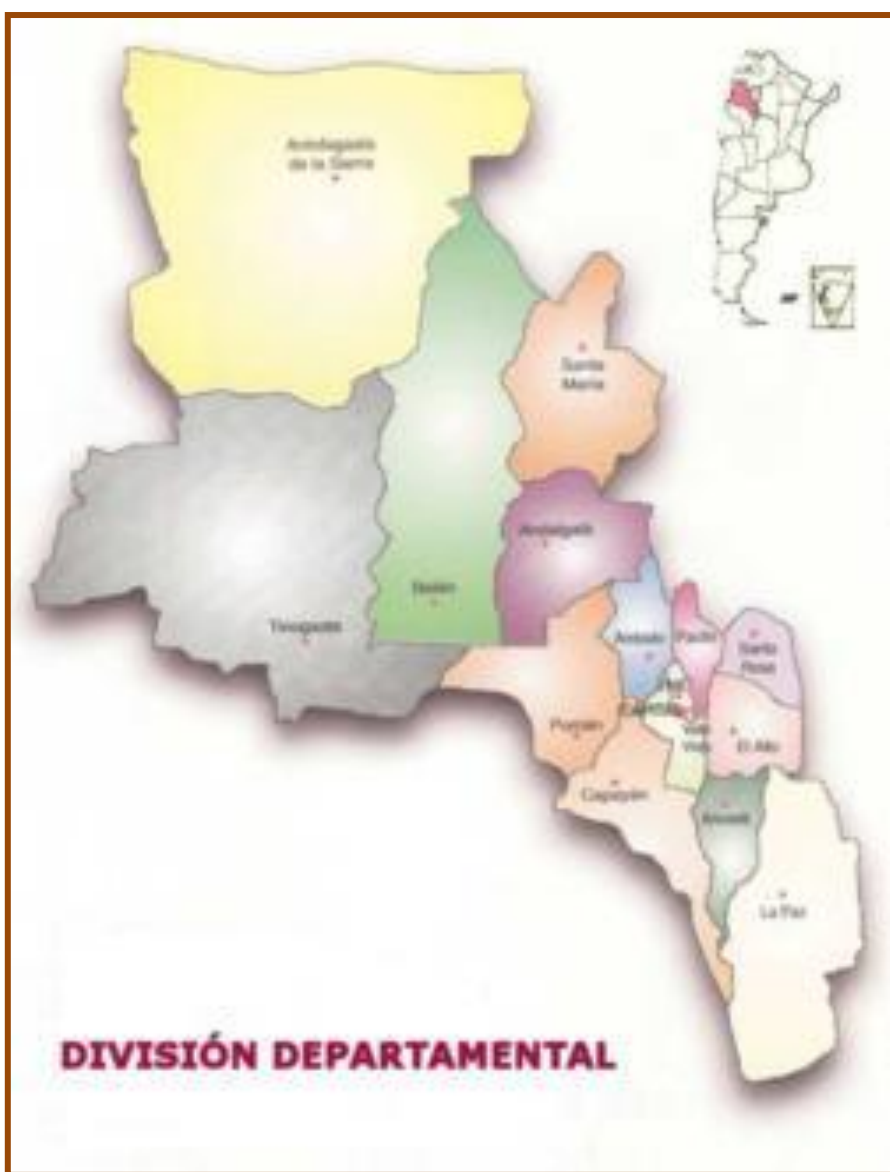 Antofagasta
de la Sierra
Santa
María
Andalgalá
Belén
Tinogasta
Ambato
Paclín
Santa
Rosa
Pomán
Valle
Viejo
El Alto
Capayán
Ancasti
La Paz
DIVISIÓN DEPARTAMENTAL